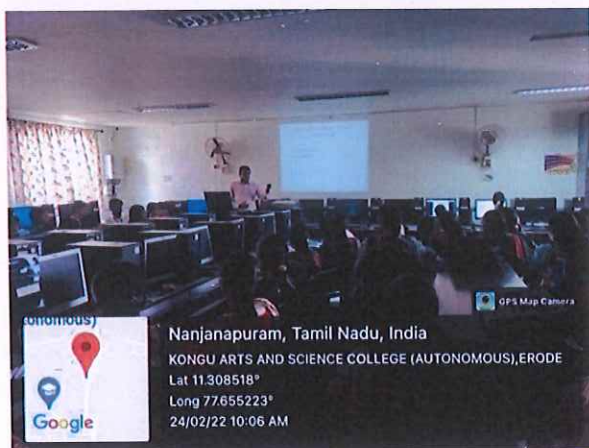 GPS Map Camera
onomous)
Google
Nanjanapuram, Tamil Nadu, India
KONGU ARTS AND SCIENCE COLLEGE (AUTONOMOUS),ERODE
Lat 11.308518°
Long 77.655223°
24/02/22 10:06 AM